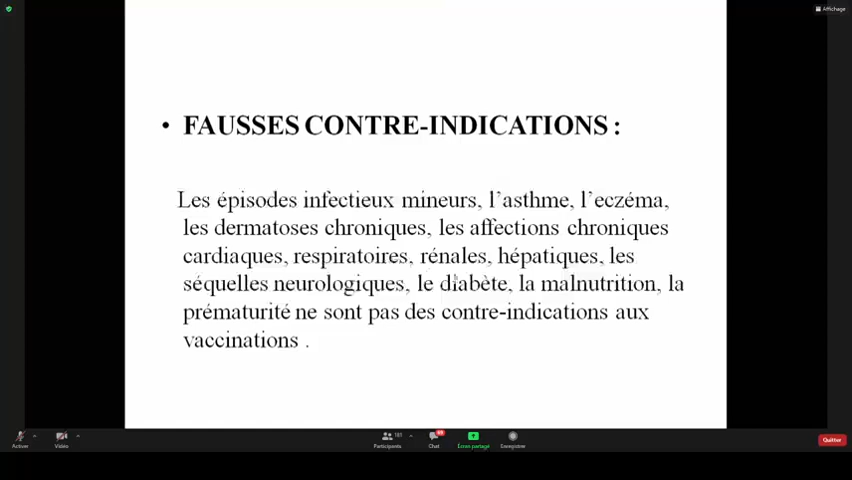 Affichage
• FAUSSES CONTRE-INDICATIONS :
Les épisodes infectieux mineurs, l’asthme, l’eczéma,
les dermatoses chroniques, les affections chroniques
cardiaques, respiratoires, rénales, hépatiques, les
séquelles neurologiques, le diabète, la malnutrition, la
prématurité ne sont pas des contre-indications aux
vaccinations .
Activer Vidéo Participants 181 Chat Écran partagé Enregistrer Quitter